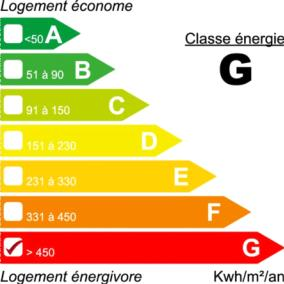 Logement économe
<50 A
Classe énergie
G
51 à 90 B
91 à 150 C
151 à 230 D
231 à 330 E
331 à 450 F
> 450 G
Logement énergivore
Kwh/m²/an